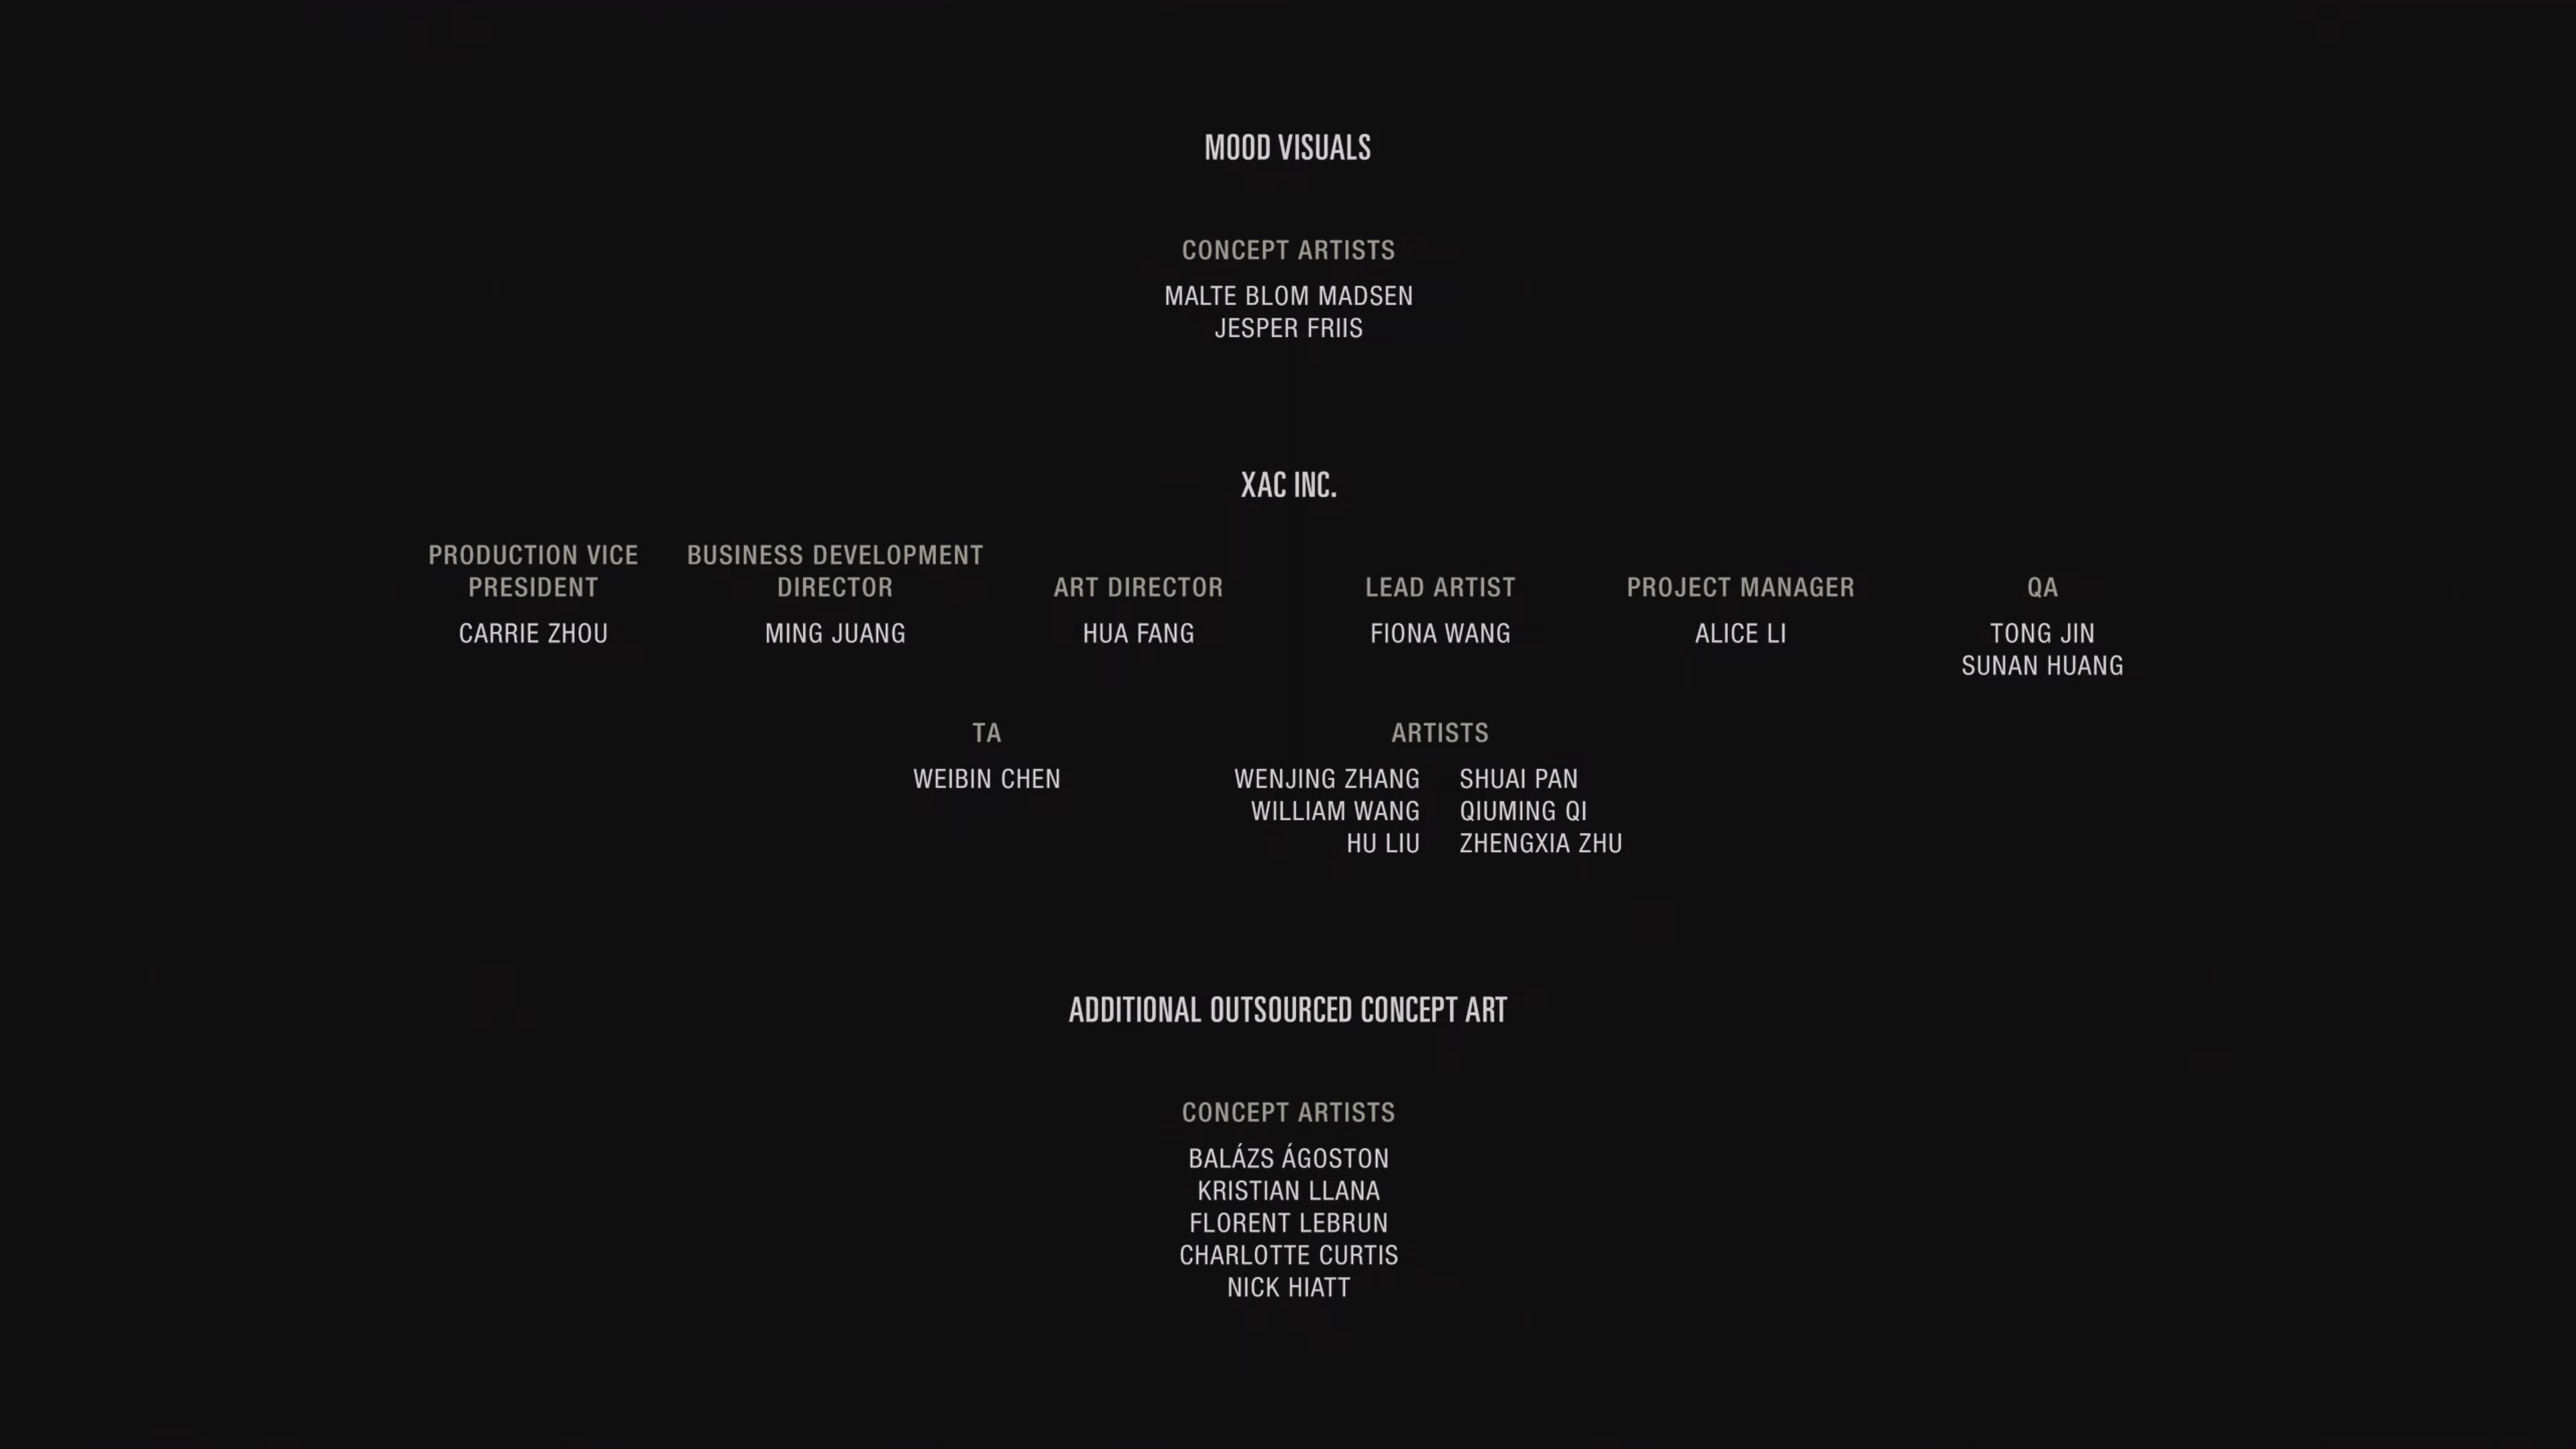 MOOD VISUALS
CONCEPT ARTISTS
MALTE BLOM MADSEN
JESPER FRIIS
XAC INC.
PRODUCTION VICE PRESIDENT
CARRIE ZHOU
BUSINESS DEVELOPMENT DIRECTOR
MING JUANG
ART DIRECTOR
HUA FANG
LEAD ARTIST
FIONA WANG
PROJECT MANAGER
ALICE LI
QA
TONG JIN
SUNAN HUANG
TA
WEIBIN CHEN
ARTISTS
WENJING ZHANG SHUAI PAN
WILLIAM WANG QIUMING QI
HU LIU ZHENGXIA ZHU
ADDITIONAL OUTSOURCED CONCEPT ART
CONCEPT ARTISTS
BALÁZS ÁGOSTON
KRISTIAN LLANA
FLORENT LEBRUN
CHARLOTTE CURTIS
NICK HIATT